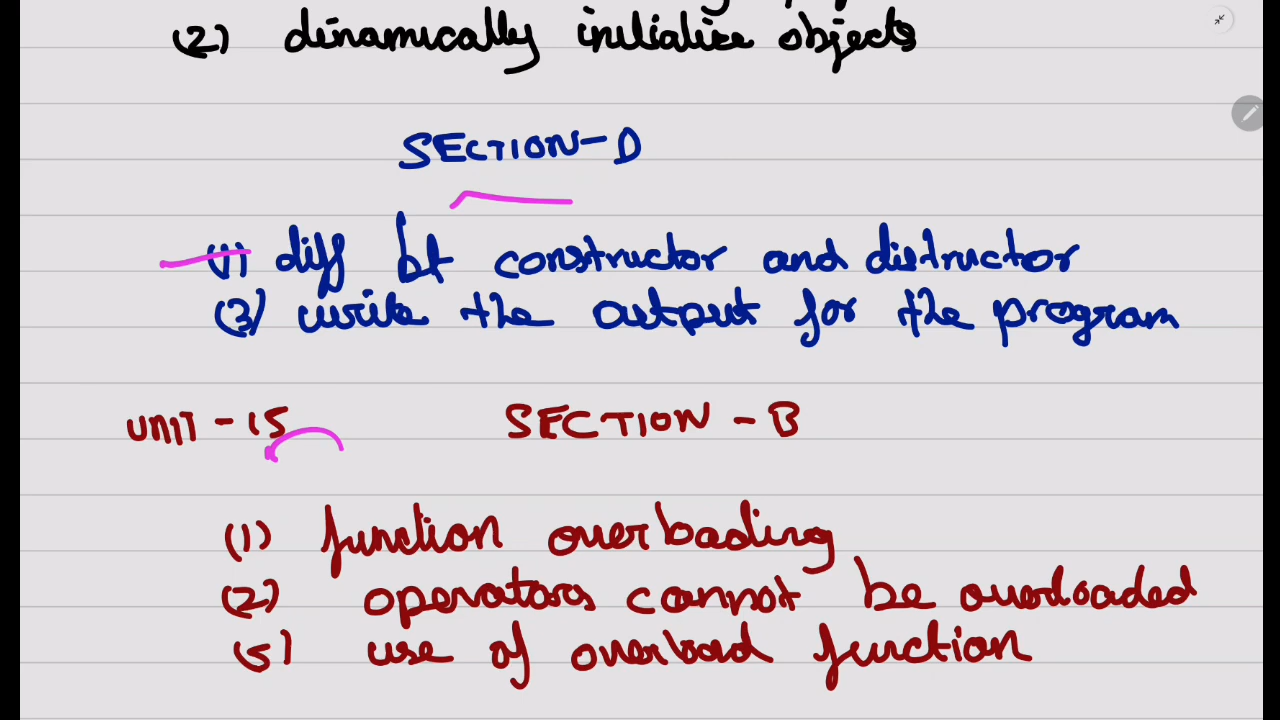 (2) dinamically initialize objects
SECTION-D
(1) diff bt constructor and distructor
(3) write the output for the program
UNIT-15 SECTION-B
(1) function overloading
(2) operators cannot be overloaded
(5) use of overload function